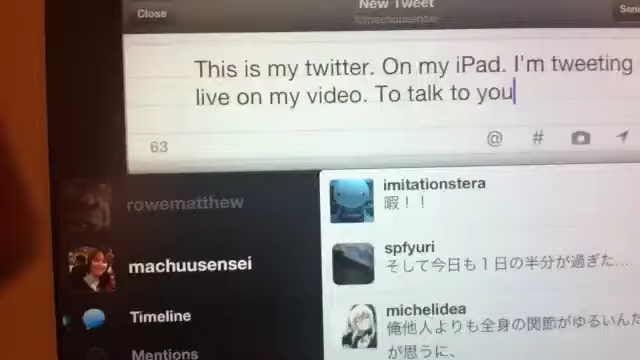 Close
New Tweet
@machuusensei
Send
This is my twitter. On my iPad. I'm tweeting
live on my video. To talk to you
63
@ #
rowematthew
machuusensei
Timeline
Mentions
imitationstera
暇！！
spfyuri
そして今日も１日の半分が過ぎた…
michelidea
俺他人よりも全身の関節がゆるいんだ
が思うに、